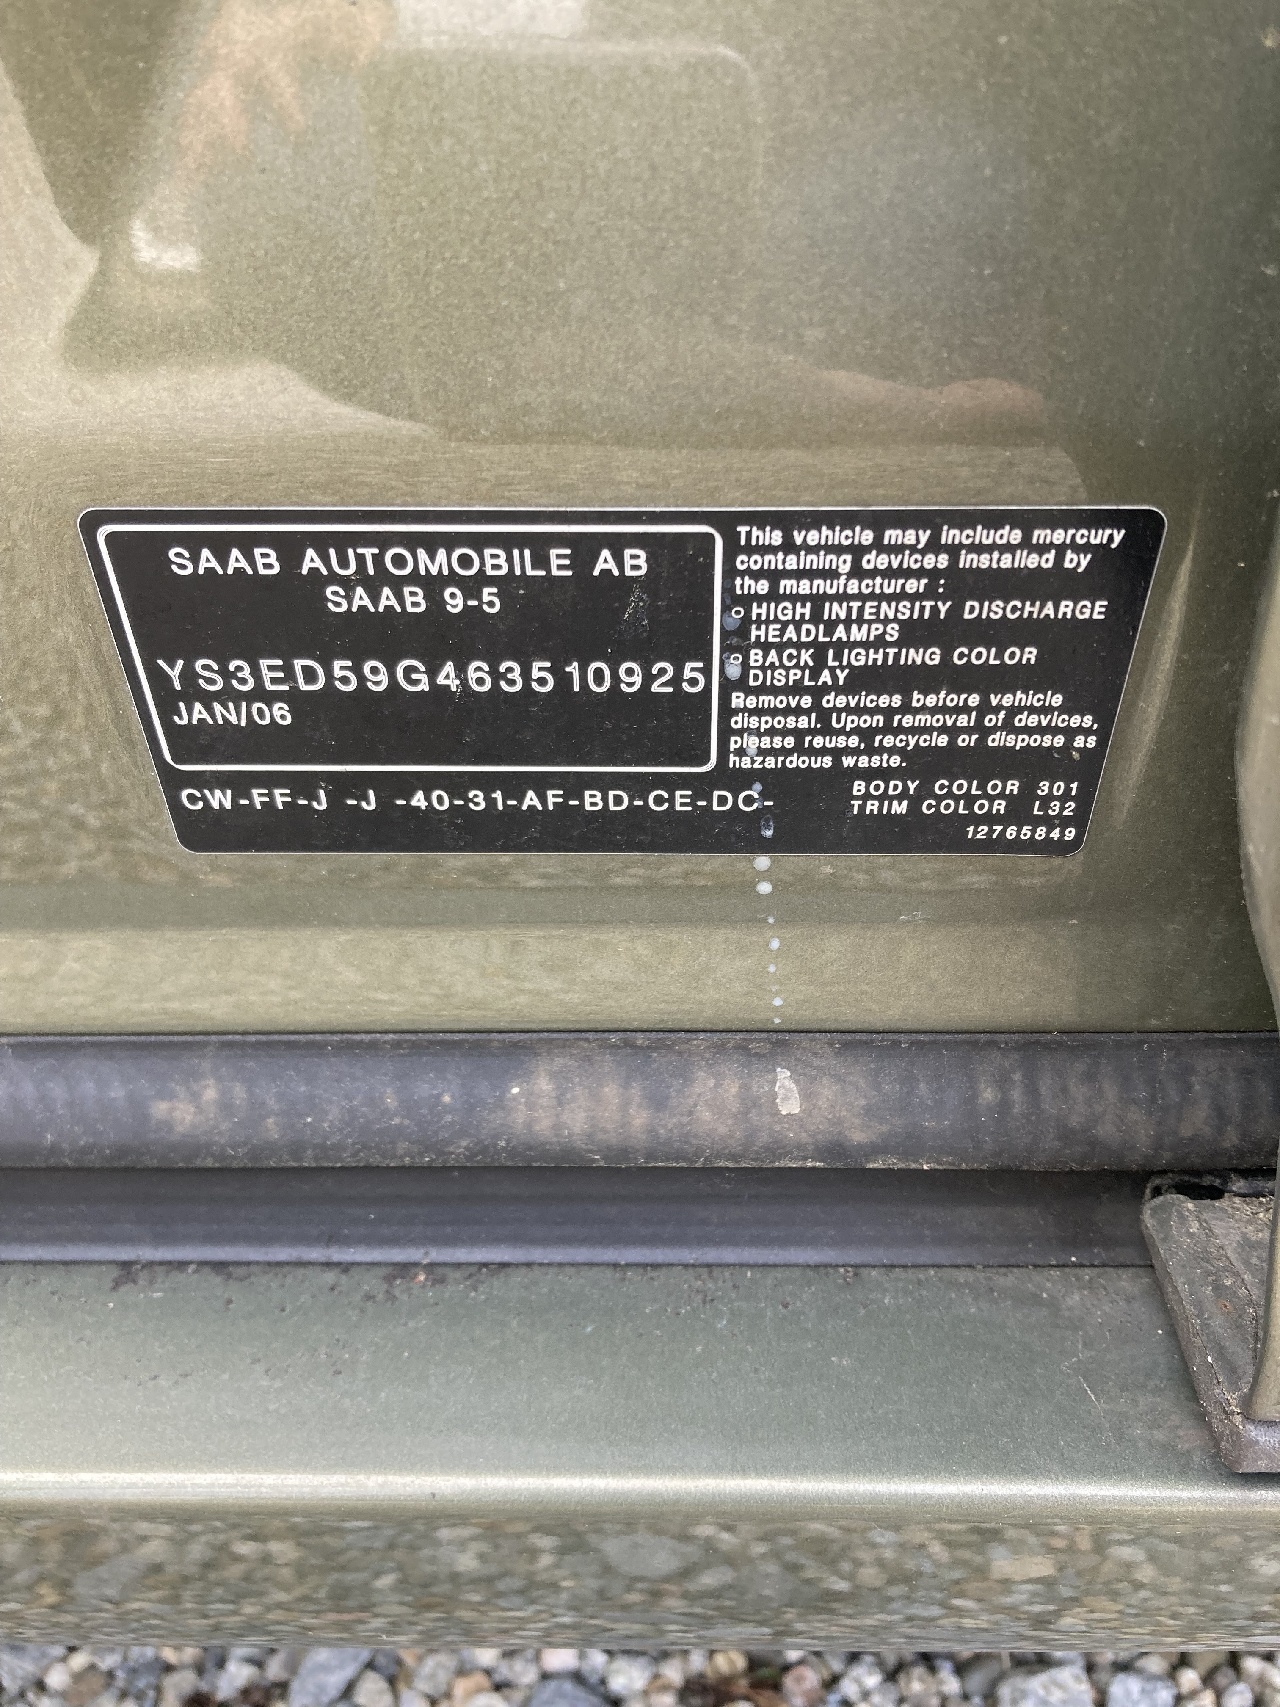 SAAB AUTOMOBILE AB
SAAB 9-5
YS3ED59G463510925
JAN/06
CW-FF-J -J -40-31-AF-BD-CE-DC-
This vehicle may include mercury
containing devices installed by
the manufacturer :
o HIGH INTENSITY DISCHARGE
HEADLAMPS
o BACK LIGHTING COLOR
DISPLAY
Remove devices before vehicle
disposal. Upon removal of devices,
please reuse, recycle or dispose as
hazardous waste.
BODY COLOR 301
TRIM COLOR L32
12765849